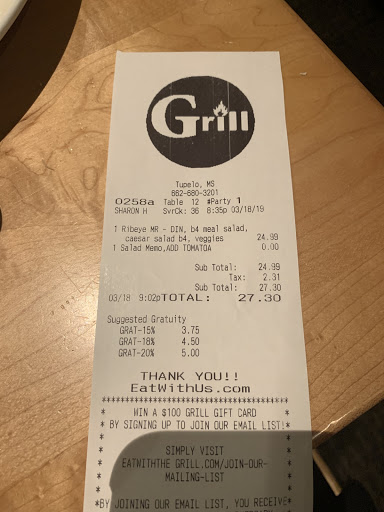 Grill
Tupelo, MS
662-680-3201
0258a Table 12 #Party 1
SHARON H SvrCk: 36 8:35p 03/18/19
1 Ribeye MR - DIN, b4 meal salad,
caesar salad b4, veggies 24.99
1 Salad Memo,ADD TOMATOA 0.00
Sub Total: 24.99
Tax: 2.31
Sub Total: 27.30
03/18 9:02pTOTAL: 27.30
Suggested Gratuity
GRAT-15% 3.75
GRAT-18% 4.50
GRAT-20% 5.00
THANK YOU!!
EatWithUs.com
****************************************
* WIN A $100 GRILL GIFT CARD *
* BY SIGNING UP TO JOIN OUR EMAIL LIST!*
* *
* SIMPLY VISIT *
* EATWITHTHE GRILL.COM/JOIN-OUR- *
* MAILING-LIST *
* *
*BY JOINING OUR EMAIL LIST, YOU RECEIVE*